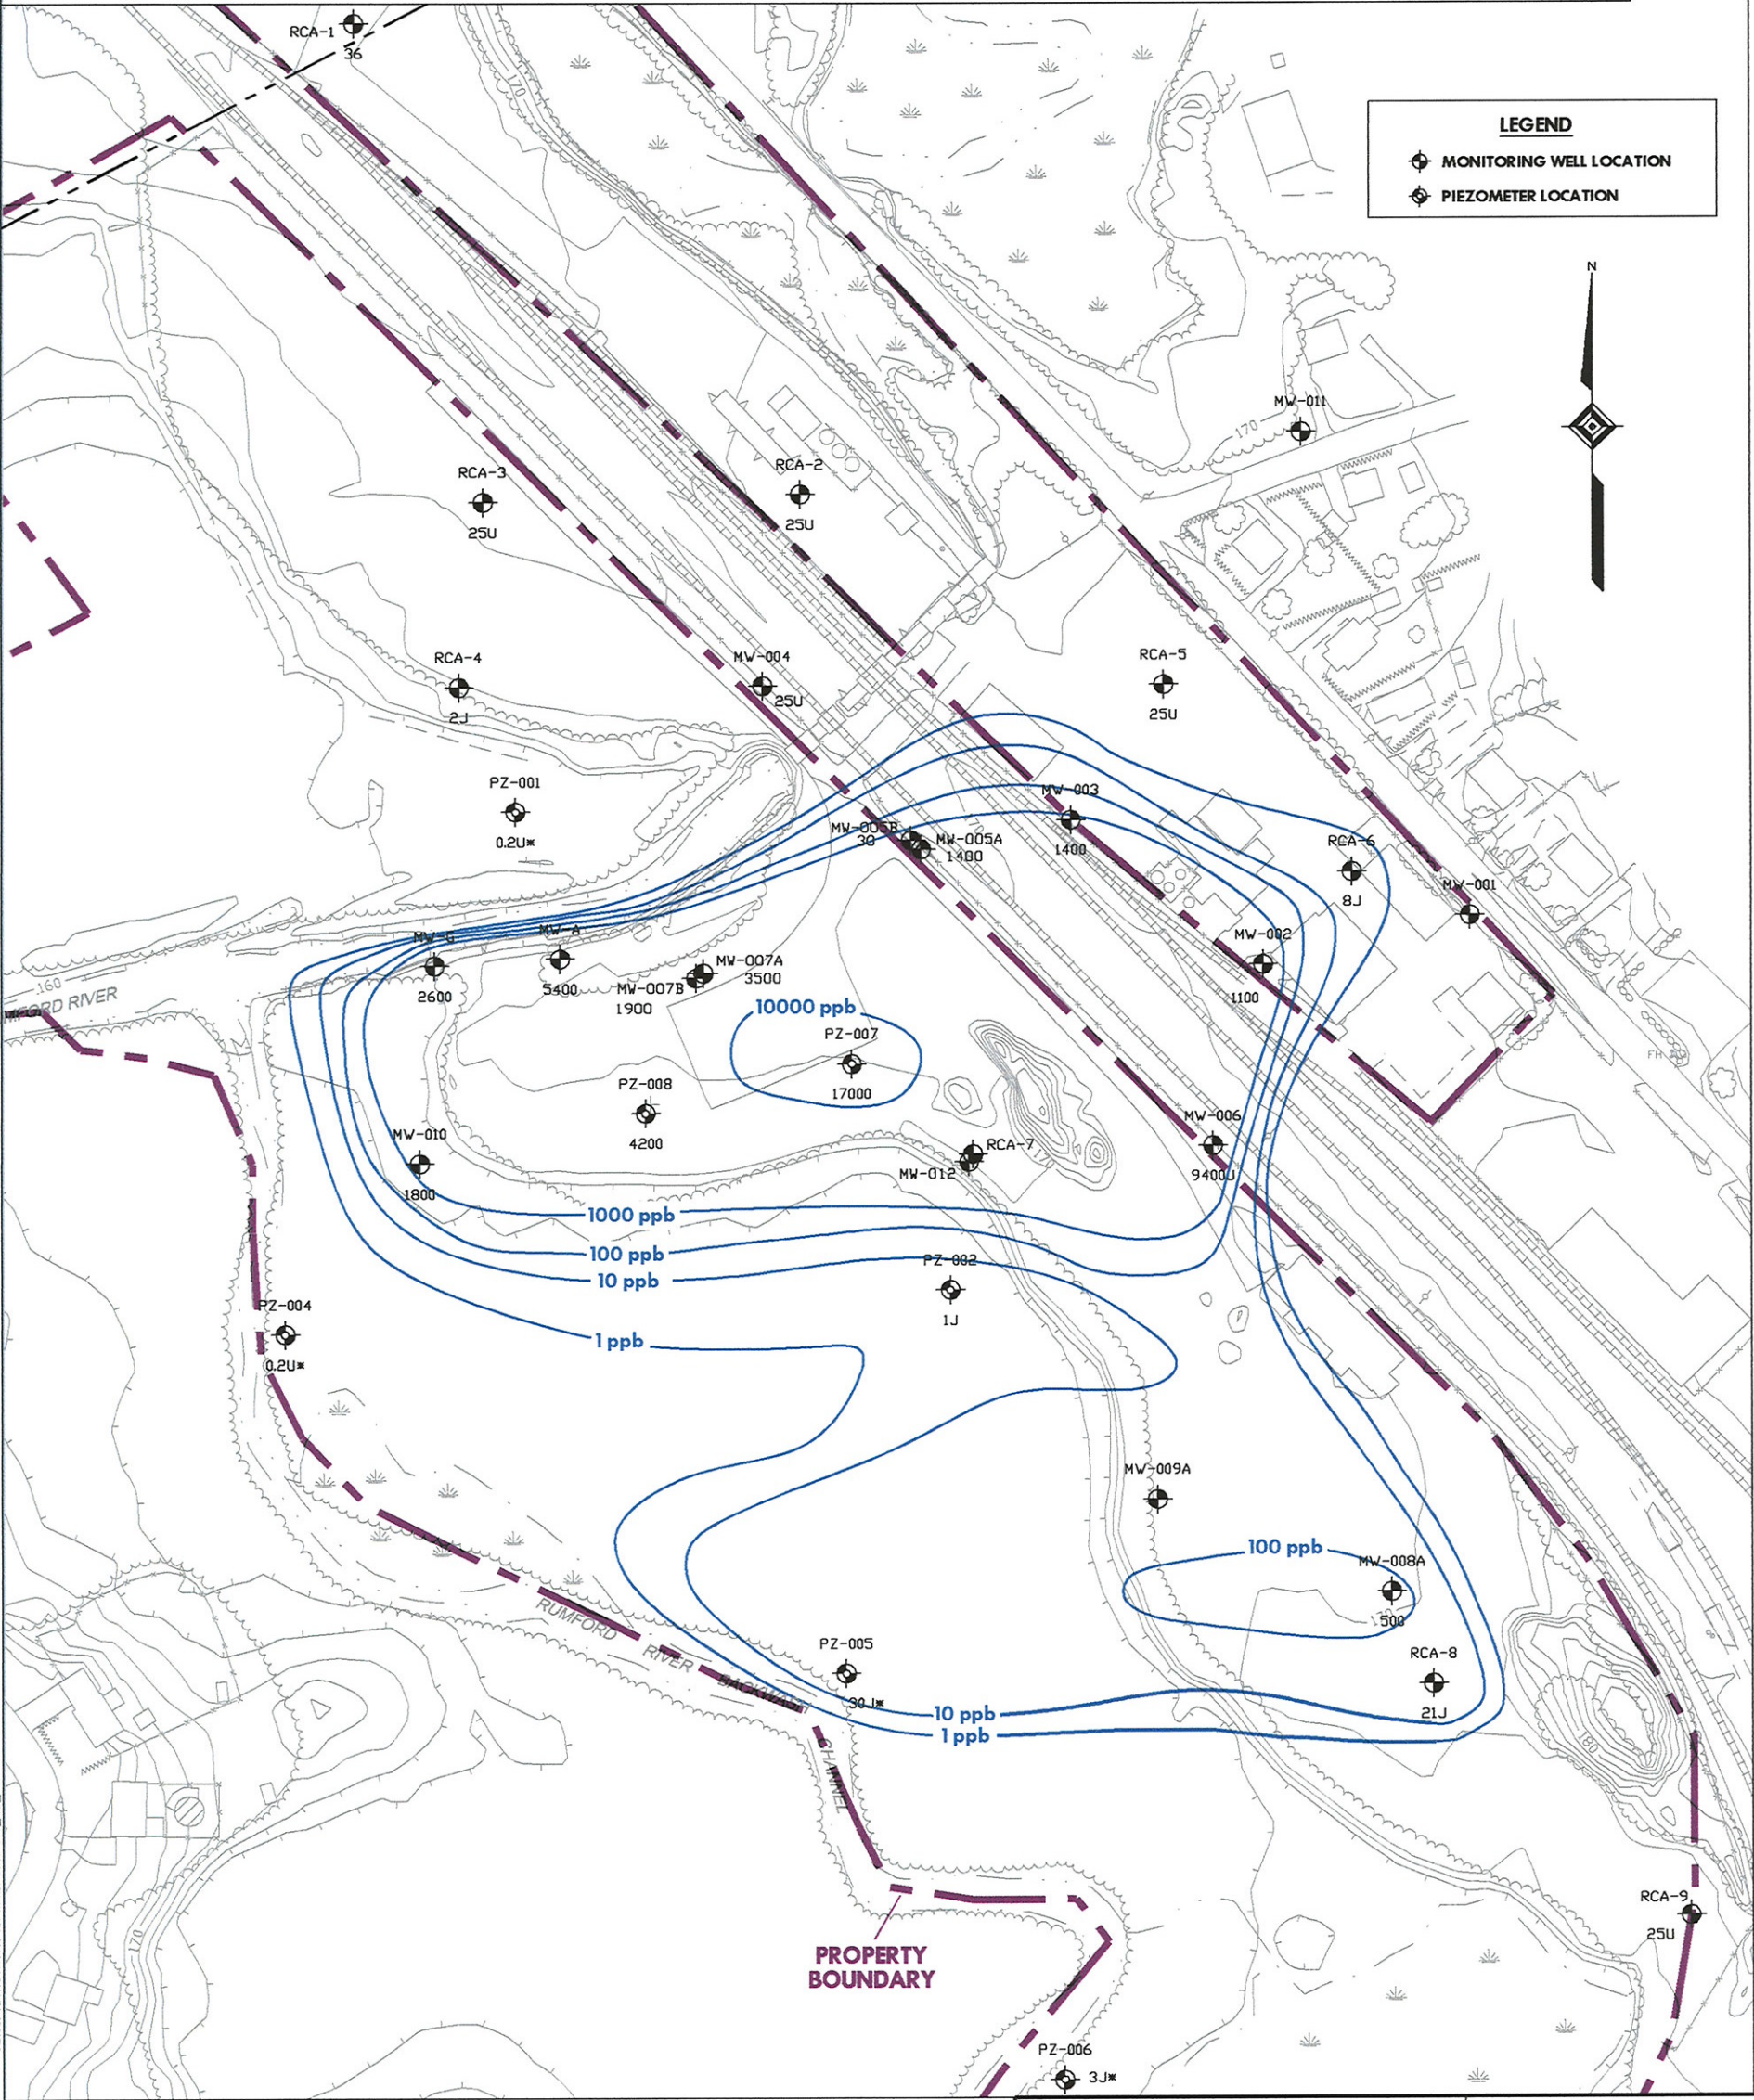 RCA-1
36
LEGEND
MONITORING WELL LOCATION
PIEZOMETER LOCATION
N
170
MW-011
170
RCA-3
25U
RCA-2
25U
RCA-4
2J
MW-004
25U
RCA-5
25U
PZ-001
0.2U*
MW-003
1400
MW-005B
30
MW-005A
1400
RCA-6
8J
MW-001
MW-G
2600
MW-A
5400
MW-007A
3500
MW-007B
1900
MW-002
1100
160
RIVER
10000 ppb
PZ-007
17000
FH
PZ-008
4200
MW-010
1800
RCA-7
MW-012
MW-006
9400J
1000 ppb
100 ppb
10 ppb
PZ-002
1J
PZ-004
0.2U*
1 ppb
MW-009A
100 ppb
MW-008A
500
RUMFORD
RIVER
PZ-005
30J*
RCA-8
21J
10 ppb
1 ppb
180
CHANNEL
170
RCA-9
25U
PROPERTY
BOUNDARY
PZ-006
3J*